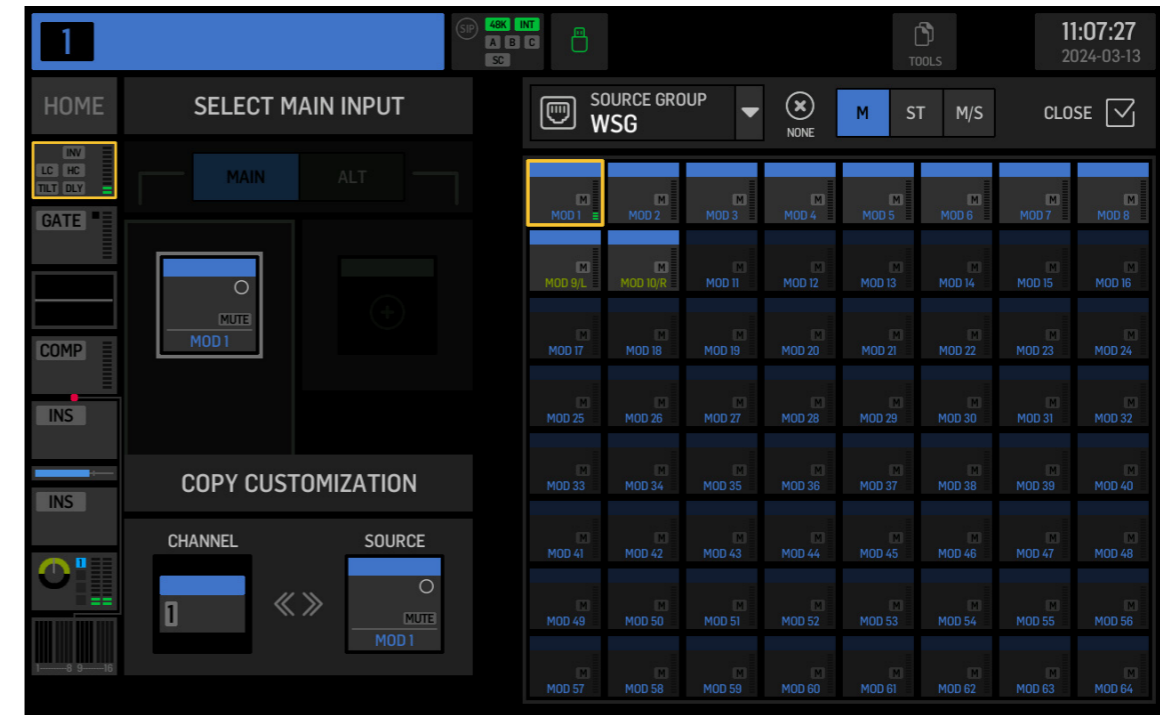 1
SIP
48K INT
A B C
SC
TOOLS
11:07:27
2024-03-13
HOME
SELECT MAIN INPUT
SOURCE GROUP
WSG
NONE
M ST M/S
CLOSE
INV
LC HC
TILT DLY
MAIN ALT
GATE
COMP
INS
INS
1
1 8 9 16
MUTE
MOD 1
COPY CUSTOMIZATION
CHANNEL SOURCE
1
MUTE
MOD 1
M M M M M M M M
MOD 1 MOD 2 MOD 3 MOD 4 MOD 5 MOD 6 MOD 7 MOD 8
M M M M M M M M
MOD 9/L MOD 10/R MOD 11 MOD 12 MOD 13 MOD 14 MOD 15 MOD 16
M M M M M M M M
MOD 17 MOD 18 MOD 19 MOD 20 MOD 21 MOD 22 MOD 23 MOD 24
M M M M M M M M
MOD 25 MOD 26 MOD 27 MOD 28 MOD 29 MOD 30 MOD 31 MOD 32
M M M M M M M M
MOD 33 MOD 34 MOD 35 MOD 36 MOD 37 MOD 38 MOD 39 MOD 40
M M M M M M M M
MOD 41 MOD 42 MOD 43 MOD 44 MOD 45 MOD 46 MOD 47 MOD 48
M M M M M M M M
MOD 49 MOD 50 MOD 51 MOD 52 MOD 53 MOD 54 MOD 55 MOD 56
M M M M M M M M
MOD 57 MOD 58 MOD 59 MOD 60 MOD 61 MOD 62 MOD 63 MOD 64